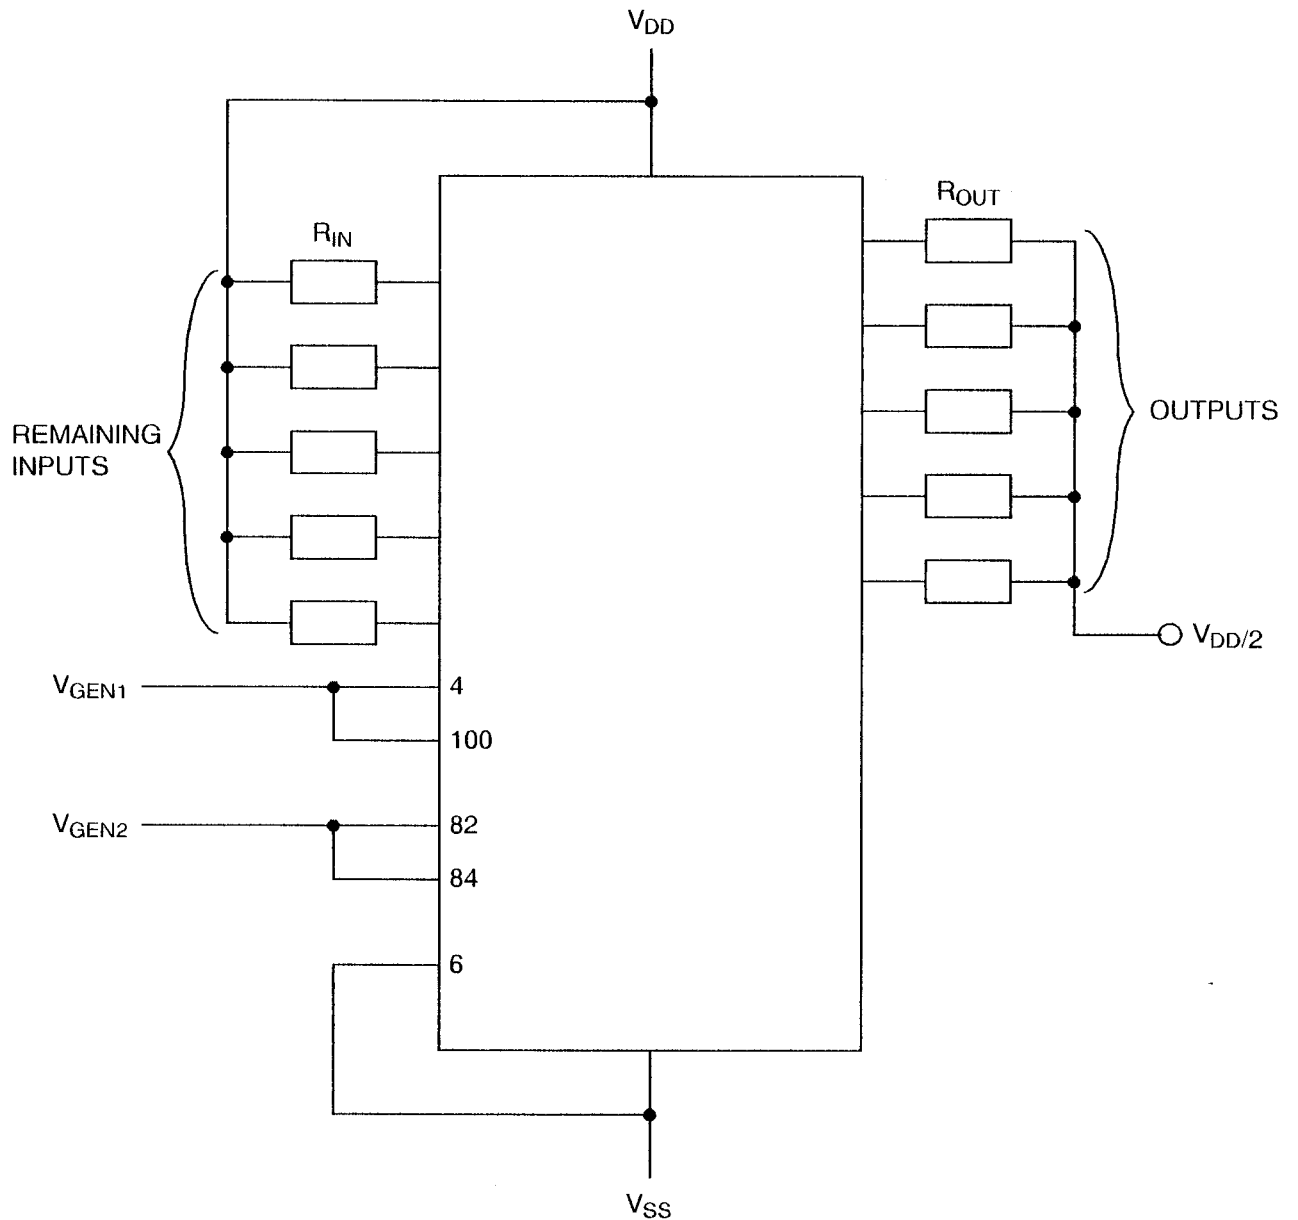 VDD
RIN
ROUT
REMAINING
INPUTS
OUTPUTS
VDD/2
VGEN1
4
100
VGEN2
82
84
6
VSS